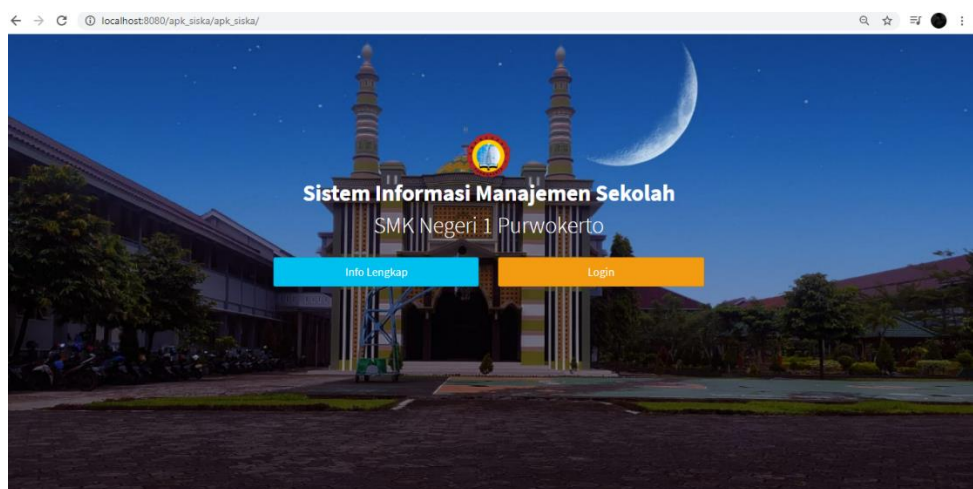 localhost:8080/apk_siska/apk_siska/
Sistem Informasi Manajemen Sekolah
SMK Negeri 1 Purwokerto
Info Lengkap
Login